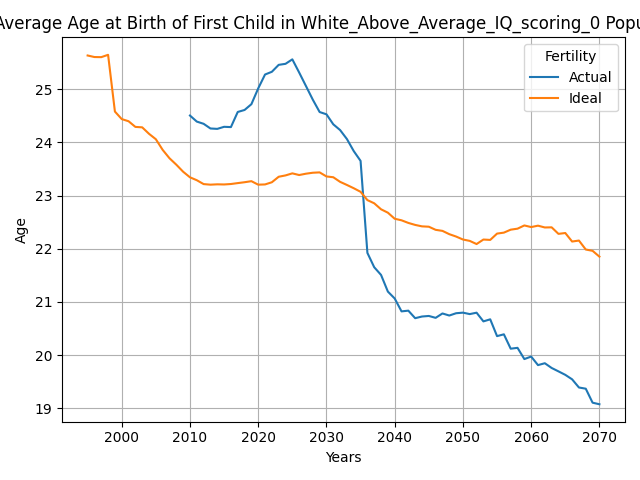 Average Age at Birth of First Child in White_Above_Average_IQ_scoring_0 Popu
Fertility
Actual
Ideal
Age
25
24
23
22
21
20
19
2000 2010 2020 2030 2040 2050 2060 2070
Years